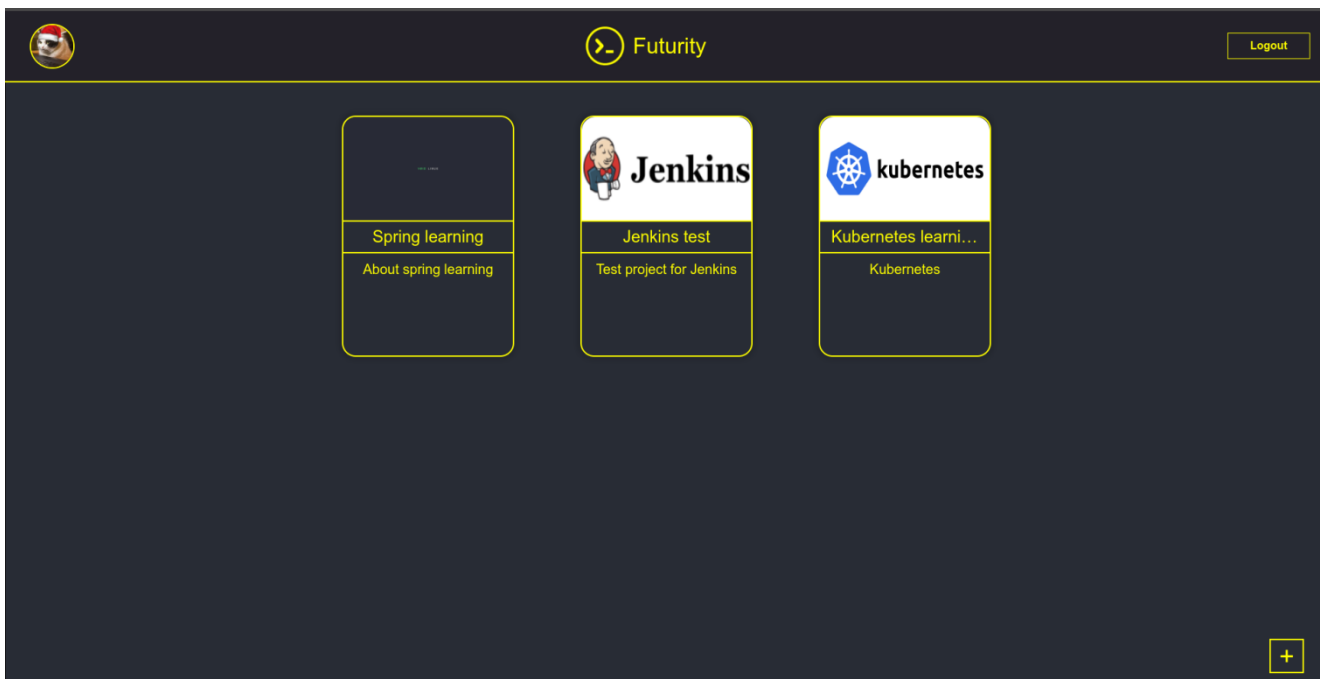 Futurity
Logout
Jenkins
kubernetes
Spring learning
Jenkins test
Kubernetes learni...
About spring learning
Test project for Jenkins
Kubernetes